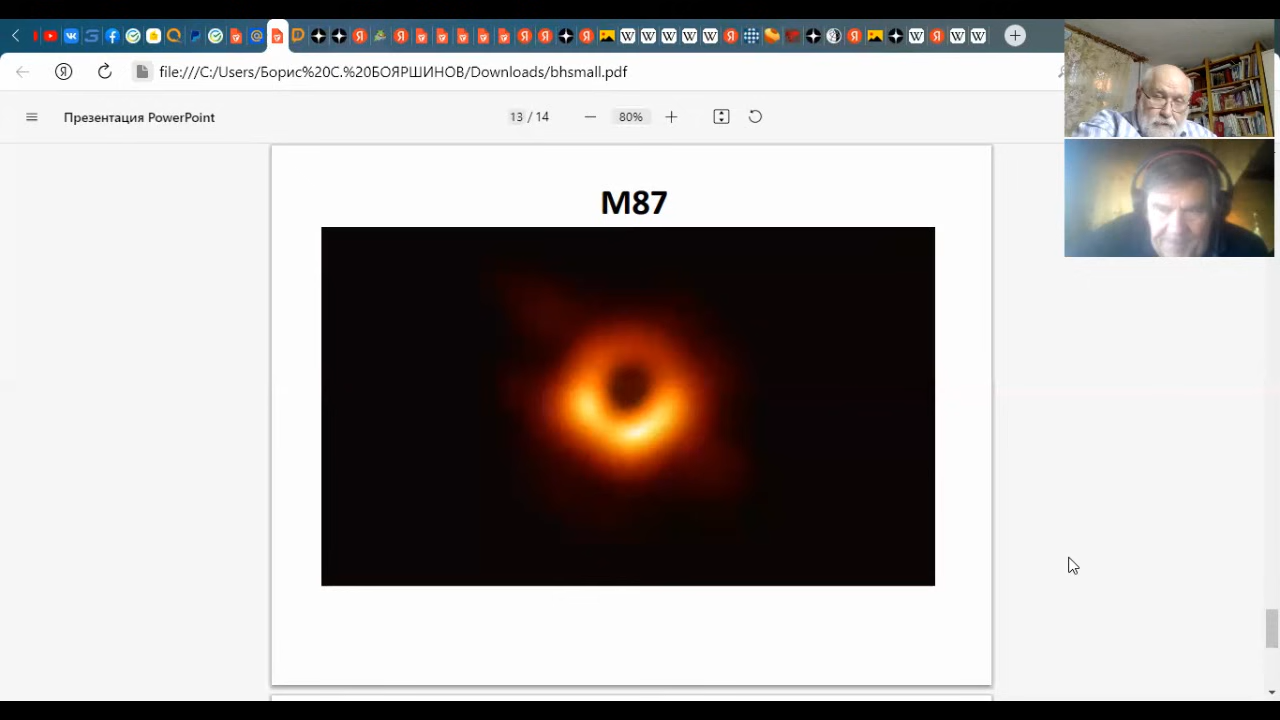 file:///C:/Users/Борис%20С.%20БОЯРШИНОВ/Downloads/bhsmall.pdf
Презентация PowerPoint
13 / 14
80%
M87